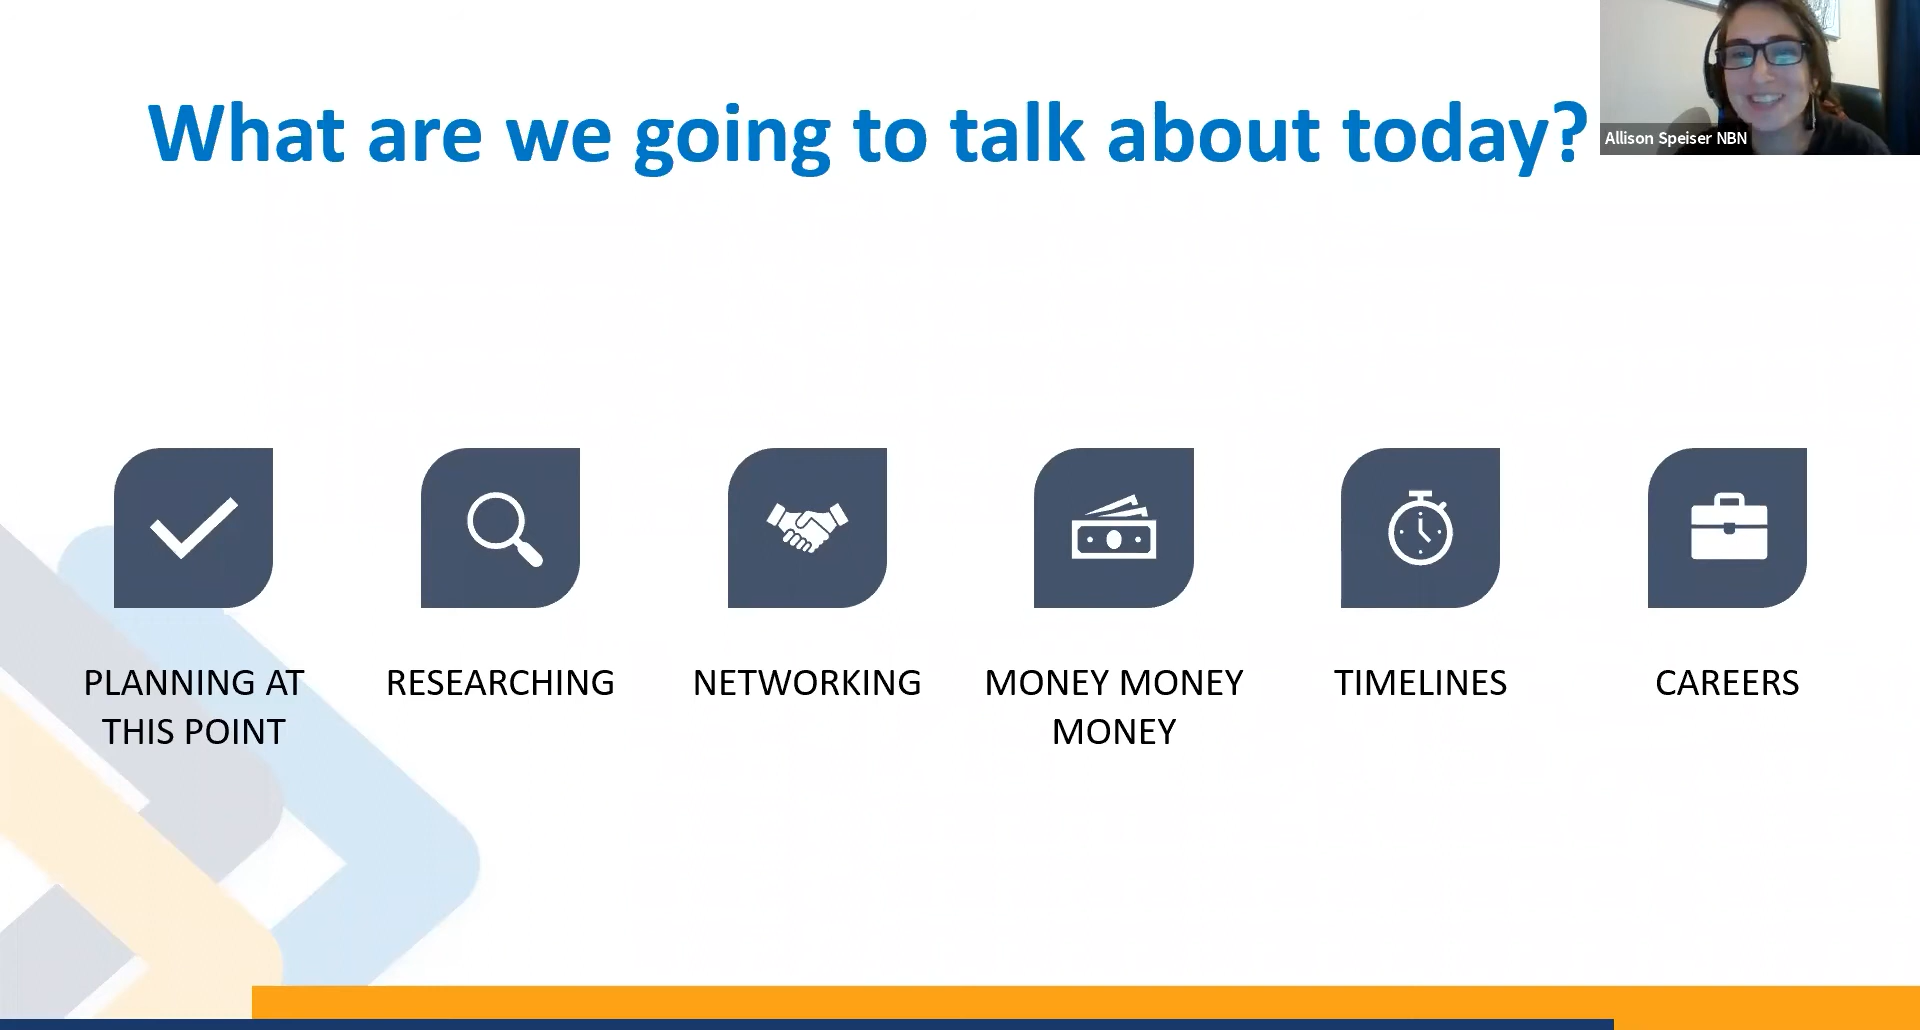 What are we going to talk about today?
Allison Speiser NBN
PLANNING AT
THIS POINT
RESEARCHING
NETWORKING
MONEY MONEY
MONEY
TIMELINES
CAREERS